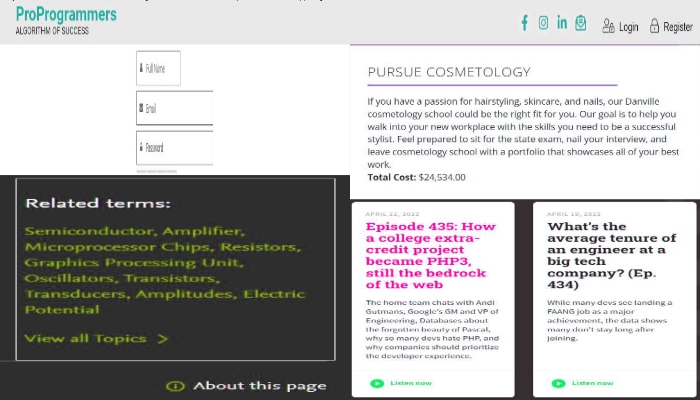 ProProgrammers
ALGORITHM OF SUCCESS
Login
Register
Full Name
Email
Password
PURSUE COSMETOLOGY
If you have a passion for hairstyling, skincare, and nails, our Danville
cosmetology school could be the right fit for you. Our goal is to help you
walk into your new workplace with the skills you need to be a successful
stylist. Feel prepared to sit for the state exam, nail your interview, and
leave cosmetology school with a portfolio that showcases all of your best
work.
Total Cost: $24,534.00
Related terms:
Semiconductor, Amplifier,
Microprocessor Chips, Resistors,
Graphics Processing Unit,
Oscillators, Transistors,
Transducers, Amplitudes, Electric
Potential
View all Topics >
About this page
APRIL 22, 2022
Episode 435: How
a college extra-
credit project
became PHP3,
still the bedrock
of the web
The home team chats with Andi
Gutmans, Google's GM and VP of
Engineering, Databases about
the forgotten beauty of Pascal,
why so many devs hate PHP, and
why companies should prioritize
the developer experience.
Listen now
APRIL 19, 2022
What's the
average tenure of
an engineer at a
big tech
company? (Ep.
434)
While many devs see landing a
FAANG job as a major
achievement, the data shows
many don't stay long after
joining.
Listen now